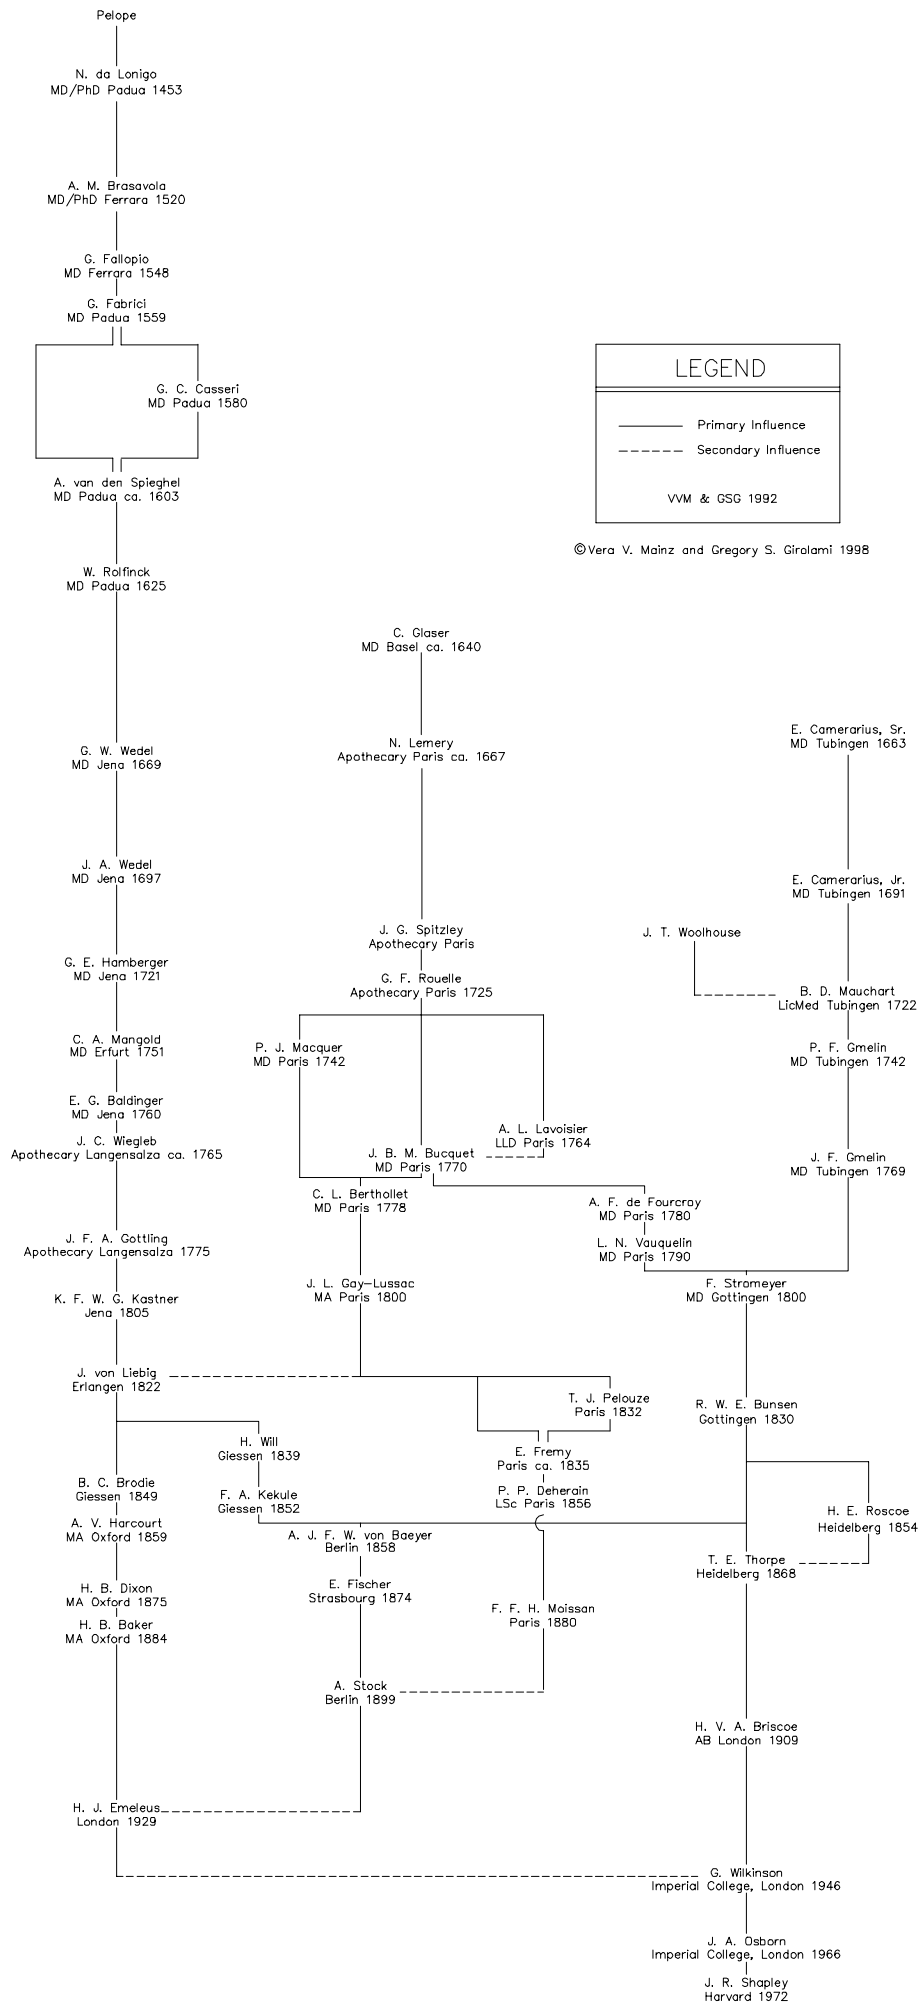 Pelope
N. da Lonigo
MD/PhD Padua 1453
A. M. Brasavola
MD/PhD Ferrara 1520
G. Fallopio
MD Ferrara 1548
G. Fabrici
MD Padua 1559
G. C. Casseri
MD Padua 1580
A. van den Spieghel
MD Padua ca. 1603
W. Rolfinck
MD Padua 1625
G. W. Wedel
MD Jena 1669
J. A. Wedel
MD Jena 1697
G. E. Hamberger
MD Jena 1721
C. A. Mangold
MD Erfurt 1751
E. G. Baldinger
MD Jena 1760
J. C. Wiegleb
Apothecary Langensalza ca. 1765
J. F. A. Gottling
Apothecary Langensalza 1775
K. F. W. G. Kastner
Jena 1805
J. von Liebig
Erlangen 1822
H. Will
Giessen 1839
B. C. Brodie
Giessen 1849
F. A. Kekule
Giessen 1852
A. V. Harcourt
MA Oxford 1859
H. B. Dixon
MA Oxford 1875
H. B. Baker
MA Oxford 1884
H. J. Emeleus
London 1929
LEGEND
Primary Influence
Secondary Influence
VVM & GSG 1992
©Vera V. Mainz and Gregory S. Girolami 1998
C. Glaser
MD Basel ca. 1640
N. Lemery
Apothecary Paris ca. 1667
J. G. Spitzley
Apothecary Paris
G. F. Rouelle
Apothecary Paris 1725
P. J. Macquer
MD Paris 1742
A. L. Lavoisier
LLD Paris 1764
J. B. M. Bucquet
MD Paris 1770
C. L. Berthollet
MD Paris 1778
A. F. de Fourcroy
MD Paris 1780
L. N. Vauquelin
MD Paris 1790
J. L. Gay-Lussac
MA Paris 1800
T. J. Pelouze
Paris 1832
E. Fremy
Paris ca. 1835
P. P. Deherain
LSc Paris 1856
A. J. F. W. von Baeyer
Berlin 1858
E. Fischer
Strasbourg 1874
F. F. H. Moissan
Paris 1880
A. Stock
Berlin 1899
E. Camerarius, Sr.
MD Tubingen 1663
E. Camerarius, Jr.
MD Tubingen 1691
J. T. Woolhouse
B. D. Mauchart
LicMed Tubingen 1722
P. F. Gmelin
MD Tubingen 1742
J. F. Gmelin
MD Tubingen 1769
F. Stromeyer
MD Gottingen 1800
R. W. E. Bunsen
Gottingen 1830
H. E. Roscoe
Heidelberg 1854
T. E. Thorpe
Heidelberg 1868
H. V. A. Briscoe
AB London 1909
G. Wilkinson
Imperial College, London 1946
J. A. Osborn
Imperial College, London 1966
J. R. Shapley
Harvard 1972